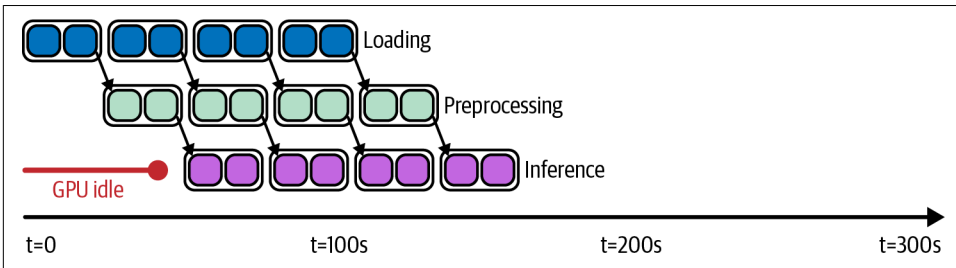 Loading
Preprocessing
Inference
GPU idle
t=0 t=100s t=200s t=300s